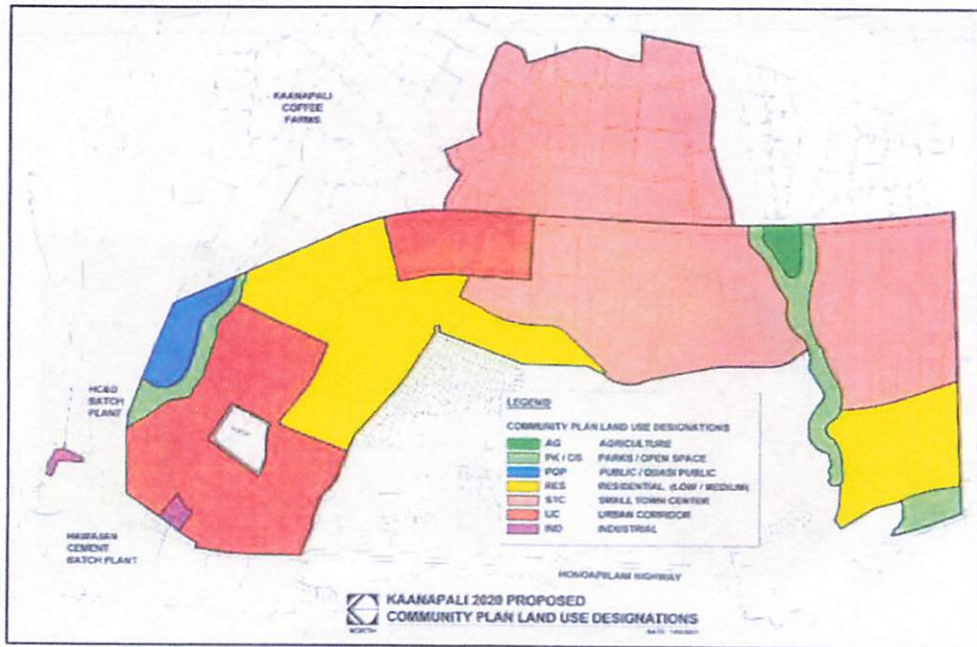 KAANAPALI
COFFEE
FARMS
HC&D
BATCH
PLANT
HAWAIIAN
CEMENT
BATCH PLANT
LEGEND
COMMUNITY PLAN LAND USE DESIGNATIONS
AG AGRICULTURE
PK / OS PARKS / OPEN SPACE
PQP PUBLIC / QUASI PUBLIC
RES RESIDENTIAL (LOW / MEDIUM)
STC SMALL TOWN CENTER
UC URBAN CORRIDOR
IND INDUSTRIAL
HONOAPIILANI HIGHWAY
NORTH
KAANAPALI 2020 PROPOSED
COMMUNITY PLAN LAND USE DESIGNATIONS
DATE: